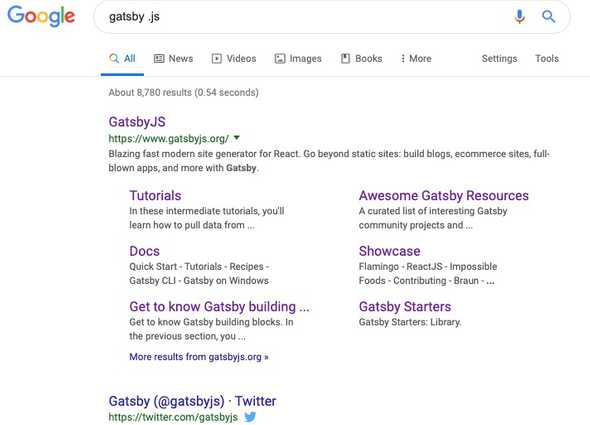 Google
gatsby .js
All News Videos Images Books More Settings Tools
About 8,780 results (0.54 seconds)
GatsbyJS
https://www.gatsbyjs.org/
Blazing fast modern site generator for React. Go beyond static sites: build blogs, ecommerce sites, full-
blown apps, and more with Gatsby.
Tutorials
In these intermediate tutorials, you'll
learn how to pull data from ...
Awesome Gatsby Resources
A curated list of interesting Gatsby
community projects and ...
Docs
Quick Start - Tutorials - Recipes -
Gatsby CLI - Gatsby on Windows
Showcase
Flamingo - ReactJS - Impossible
Foods - Contributing - Braun - ...
Get to know Gatsby building ...
Get to know Gatsby building blocks. In
the previous section, you ...
Gatsby Starters
Gatsby Starters: Library.
More results from gatsbyjs.org »
Gatsby (@gatsbyjs) · Twitter
https://twitter.com/gatsbyjs